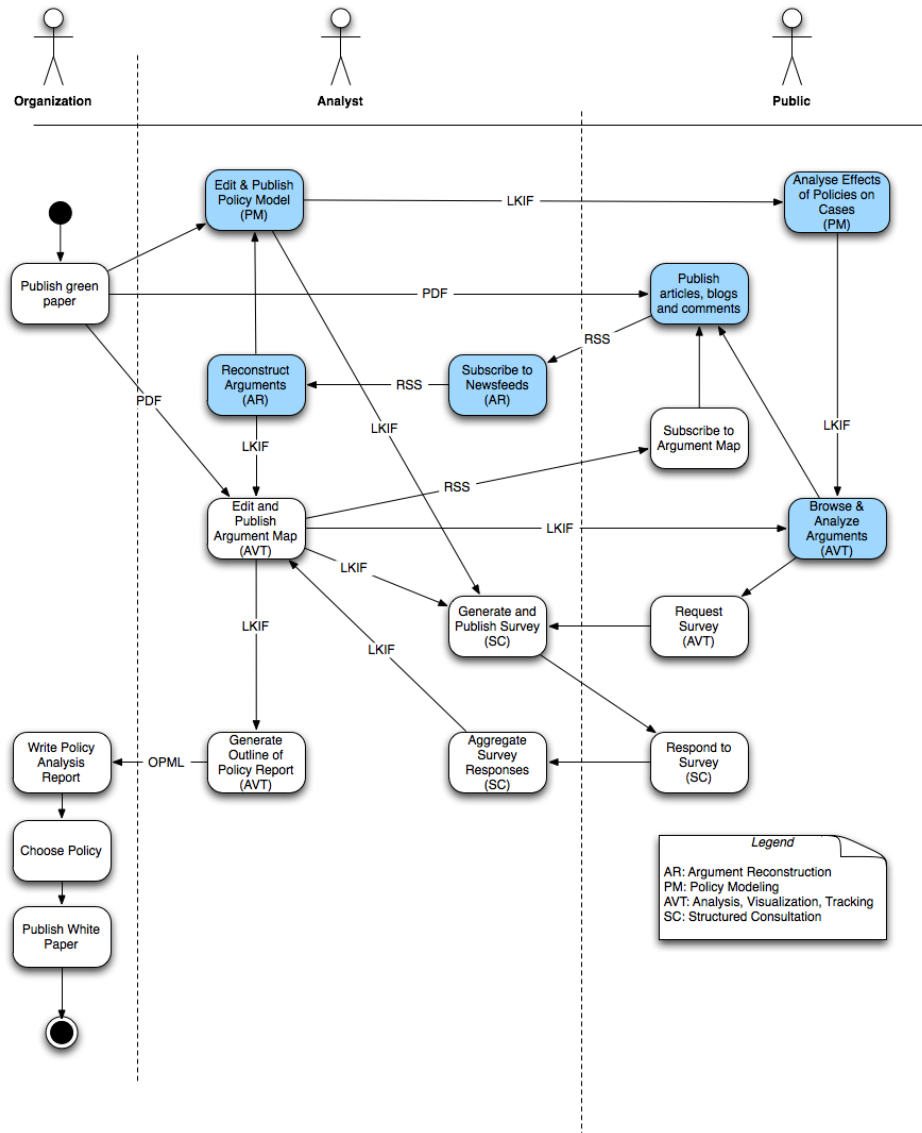 Organization
Analyst
Public
Edit & Publish
Policy Model
(PM)
LKIF
Analyse Effects
of Policies on
Cases
(PM)
Publish green
paper
PDF
Publish
articles, blogs
and comments
RSS
Reconstruct
Arguments
(AR)
RSS
Subscribe to
Newsfeeds
(AR)
PDF
LKIF
LKIF
Subscribe to
Argument Map
LKIF
RSS
Edit and
Publish
Argument Map
(AVT)
LKIF
Browse &
Analyze
Arguments
(AVT)
LKIF
Generate and
Publish Survey
(SC)
Request
Survey
(AVT)
LKIF
LKIF
Write Policy
Analysis
Report
OPML
Generate
Outline of
Policy Report
(AVT)
Aggregate
Survey
Responses
(SC)
Respond to
Survey
(SC)
Choose Policy
Publish White
Paper
Legend
AR: Argument Reconstruction
PM: Policy Modeling
AVT: Analysis, Visualization, Tracking
SC: Structured Consultation